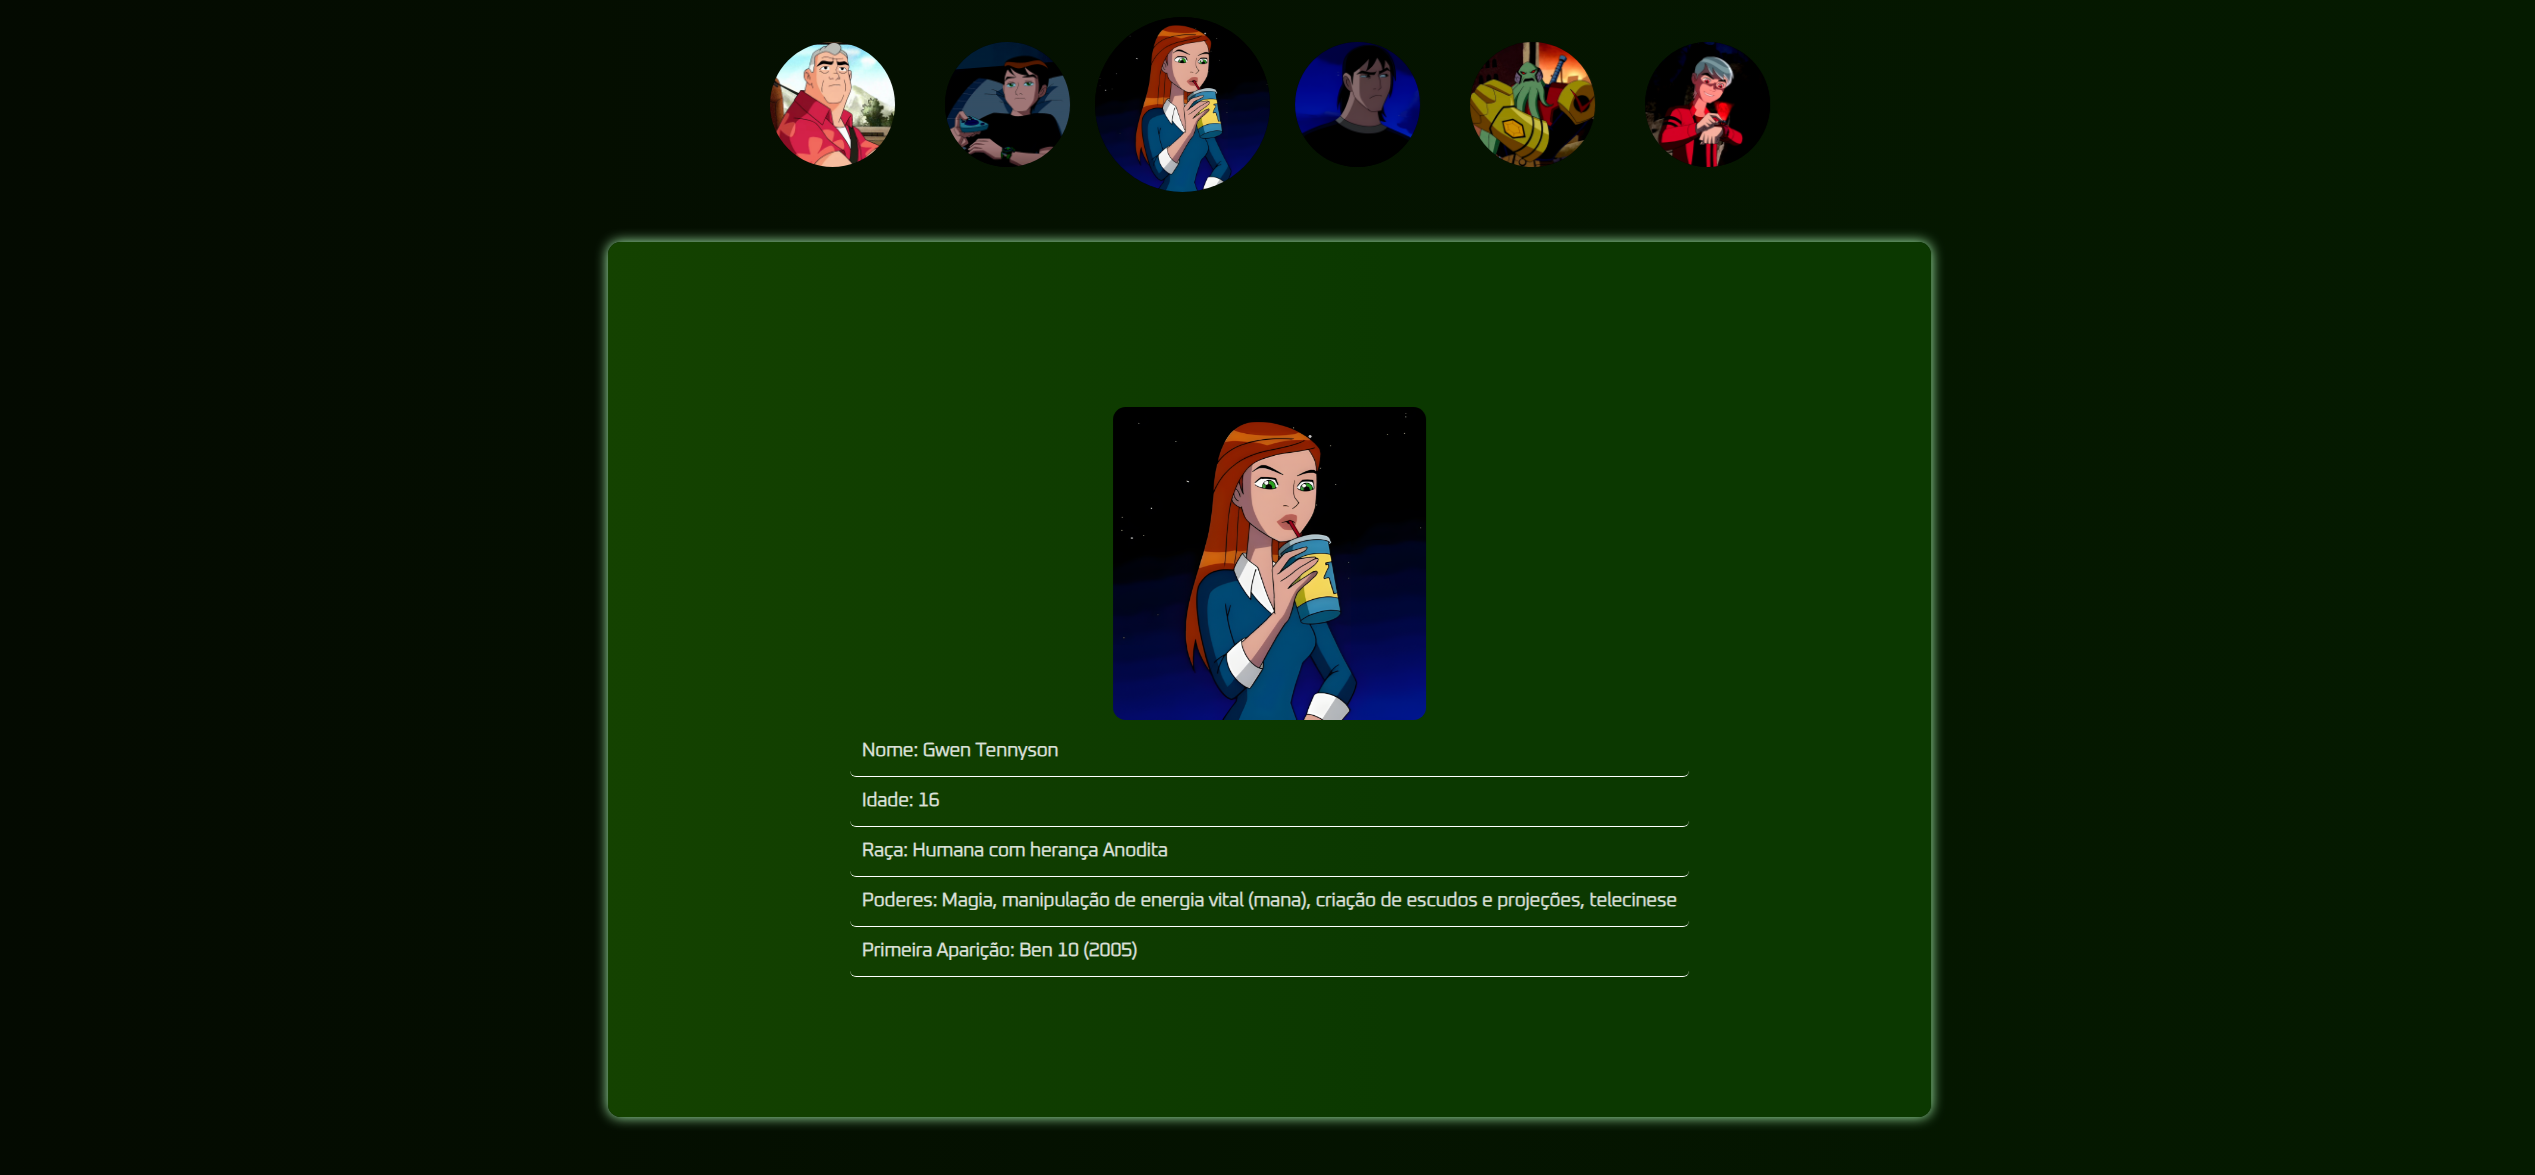 Nome: Gwen Tennyson
Idade: 16
Raça: Humana com herança Anodita
Poderes: Magia, manipulação de energia vital (mana), criação de escudos e projeções, telecinese
Primeira Aparição: Ben 10 (2005)